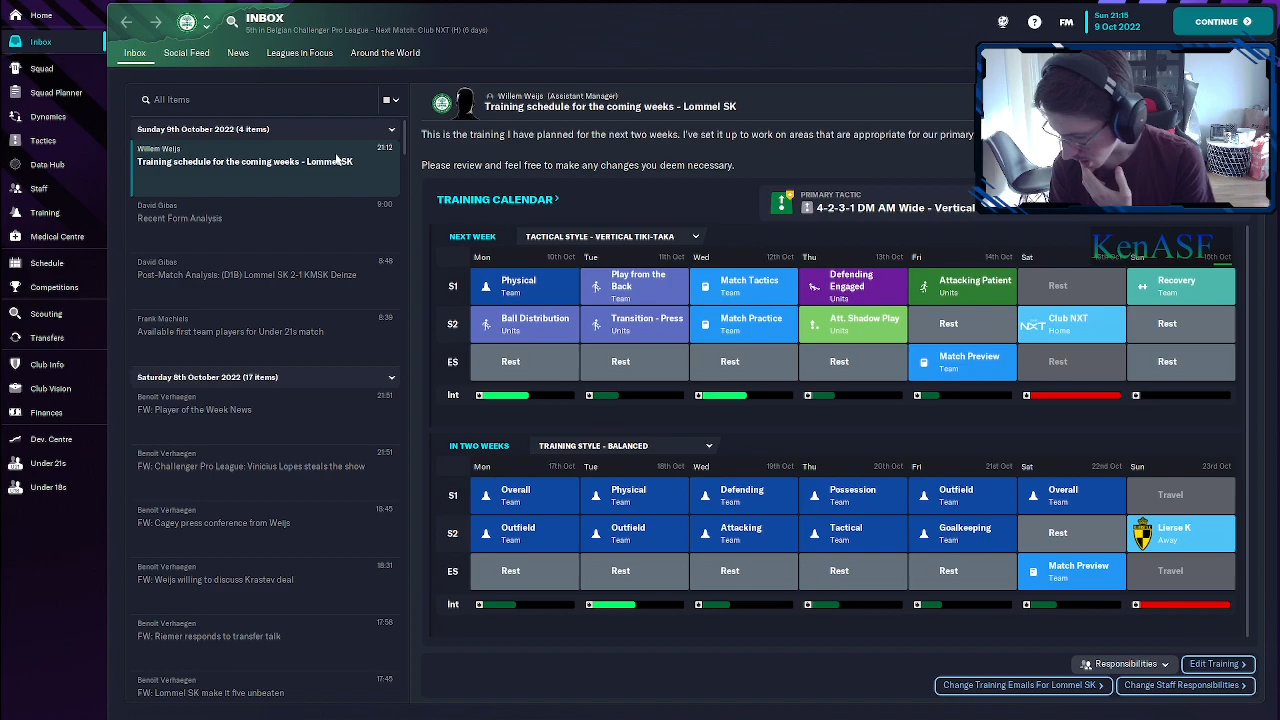 Home
INBOX
5th in Belgian Challenger Pro League - Next Match: Club NXT (H) (6 days)
FM
Sun 21:15
9 Oct 2022
CONTINUE
Inbox
Inbox
Social Feed
News
Leagues in Focus
Around the World
Squad
Squad Planner
Dynamics
Tactics
Data Hub
Staff
Training
Medical Centre
Schedule
Competitions
Scouting
Transfers
Club Info
Club Vision
Finances
Dev. Centre
Under 21s
Under 18s
All Items
Sunday 9th October 2022 (4 items)
Willem Weijs
21:12
Training schedule for the coming weeks - Lommel SK
David Gibas
9:00
Recent Form Analysis
David Gibas
8:48
Post-Match Analysis: (D1B) Lommel SK 2-1 KMSK Deinze
Frank Machiels
8:39
Available first team players for Under 21s match
Saturday 8th October 2022 (17 items)
Benoît Verhaegen
21:51
FW: Player of the Week News
Benoît Verhaegen
21:51
FW: Challenger Pro League: Vinicius Lopes steals the show
Benoît Verhaegen
18:45
FW: Cagey press conference from Weijs
Benoît Verhaegen
18:31
FW: Weijs willing to discuss Krastev denial
Benoît Verhaegen
17:58
FW: Riemer responds to transfer talk
Benoît Verhaegen
17:45
FW: Lommel SK make it five unbeaten
Willem Weijs (Assistant Manager)
Training schedule for the coming weeks - Lommel SK
This is the training I have planned for the next two weeks. I've set it up to work on areas that are appropriate for our primary
Please review and feel free to make any changes you deem necessary.
TRAINING CALENDAR
PRIMARY TACTIC
4-2-3-1 DM AM Wide - Vertical
KenASF_
NEXT WEEK
TACTICAL STYLE - VERTICAL TIKI-TAKA
Mon 10th Oct
Tue 11th Oct
Wed 12th Oct
Thu 13th Oct
Fri 14th Oct
Sat
Sun
S1
Physical
Team
Play from the Back
Team
Match Tactics
Team
Defending Engaged
Units
Attacking Patient
Units
Rest
Recovery
Team
S2
Ball Distribution
Units
Transition - Press
Units
Match Practice
Team
Att. Shadow Play
Units
Rest
NXT
Club NXT
Home
Rest
ES
Rest
Rest
Rest
Rest
Match Preview
Team
Rest
Rest
Int
IN TWO WEEKS
TRAINING STYLE - BALANCED
Mon 17th Oct
Tue 18th Oct
Wed 19th Oct
Thu 20th Oct
Fri 21st Oct
Sat 22nd Oct
Sun 23rd Oct
S1
Overall
Team
Physical
Team
Defending
Team
Possession
Team
Outfield
Team
Overall
Team
Travel
S2
Outfield
Team
Outfield
Team
Attacking
Team
Tactical
Team
Goalkeeping
Team
Rest
Lierse K
Away
ES
Rest
Rest
Rest
Rest
Rest
Match Preview
Team
Travel
Int
Responsibilities
Edit Training
Change Training Emails For Lommel SK
Change Staff Responsibilities